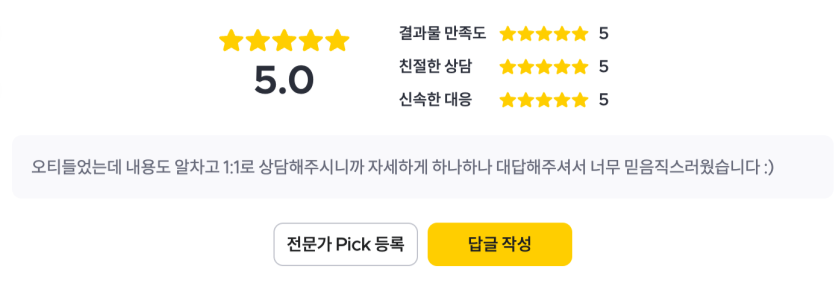 결과물 만족도 5
5.0
친절한 상담 5
신속한 대응 5
오티들었는데 내용도 알차고 1:1로 상담해주시니까 자세하게 하나하나 대답해주셔서 너무 믿음직스러웠습니다 :)
전문가 Pick 등록
답글 작성